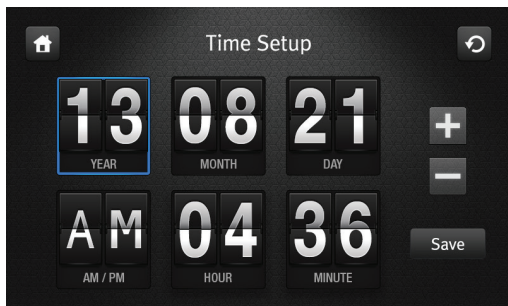 Time Setup
13 08 21
YEAR MONTH DAY
AM 04 36
AM / PM HOUR MINUTE
Save